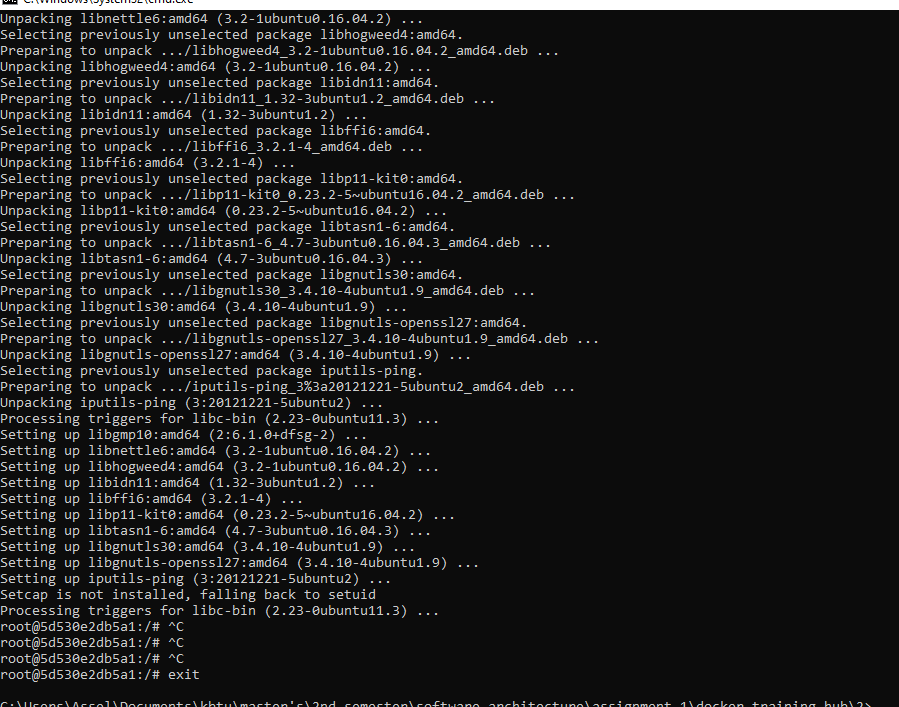 C:\Windows\System32\cmd.exe
Unpacking libnettle6:amd64 (3.2-1ubuntu0.16.04.2) ...
Selecting previously unselected package libhogweed4:amd64.
Preparing to unpack .../libhogweed4_3.2-1ubuntu0.16.04.2_amd64.deb ...
Unpacking libhogweed4:amd64 (3.2-1ubuntu0.16.04.2) ...
Selecting previously unselected package libidn11:amd64.
Preparing to unpack .../libidn11_1.32-3ubuntu1.2_amd64.deb ...
Unpacking libidn11:amd64 (1.32-3ubuntu1.2) ...
Selecting previously unselected package libffi6:amd64.
Preparing to unpack .../libffi6_3.2.1-4_amd64.deb ...
Unpacking libffi6:amd64 (3.2.1-4) ...
Selecting previously unselected package libp11-kit0:amd64.
Preparing to unpack .../libp11-kit0_0.23.2-5~ubuntu16.04.2_amd64.deb ...
Unpacking libp11-kit0:amd64 (0.23.2-5~ubuntu16.04.2) ...
Selecting previously unselected package libtasn1-6:amd64.
Preparing to unpack .../libtasn1-6_4.7-3ubuntu0.16.04.3_amd64.deb ...
Unpacking libtasn1-6:amd64 (4.7-3ubuntu0.16.04.3) ...
Selecting previously unselected package libgnutls30:amd64.
Preparing to unpack .../libgnutls30_3.4.10-4ubuntu1.9_amd64.deb ...
Unpacking libgnutls30:amd64 (3.4.10-4ubuntu1.9) ...
Selecting previously unselected package libgnutls-openssl27:amd64.
Preparing to unpack .../libgnutls-openssl27_3.4.10-4ubuntu1.9_amd64.deb ...
Unpacking libgnutls-openssl27:amd64 (3.4.10-4ubuntu1.9) ...
Selecting previously unselected package iputils-ping.
Preparing to unpack .../iputils-ping_3%3a20121221-5ubuntu2_amd64.deb ...
Unpacking iputils-ping (3:20121221-5ubuntu2) ...
Processing triggers for libc-bin (2.23-0ubuntu11.3) ...
Setting up libgmp10:amd64 (2:6.1.0+dfsg-2) ...
Setting up libnettle6:amd64 (3.2-1ubuntu0.16.04.2) ...
Setting up libhogweed4:amd64 (3.2-1ubuntu0.16.04.2) ...
Setting up libidn11:amd64 (1.32-3ubuntu1.2) ...
Setting up libffi6:amd64 (3.2.1-4) ...
Setting up libp11-kit0:amd64 (0.23.2-5~ubuntu16.04.2) ...
Setting up libtasn1-6:amd64 (4.7-3ubuntu0.16.04.3) ...
Setting up libgnutls30:amd64 (3.4.10-4ubuntu1.9) ...
Setting up libgnutls-openssl27:amd64 (3.4.10-4ubuntu1.9) ...
Setting up iputils-ping (3:20121221-5ubuntu2) ...
Setcap is not installed, falling back to setuid
Processing triggers for libc-bin (2.23-0ubuntu11.3) ...
root@5d530e2db5a1:/# ^C
root@5d530e2db5a1:/# ^C
root@5d530e2db5a1:/# ^C
root@5d530e2db5a1:/# exit
C:\Users\Assel\Documents\kbtu\master's\2nd semester\software architecture\assignment 1\docker training hub\2>